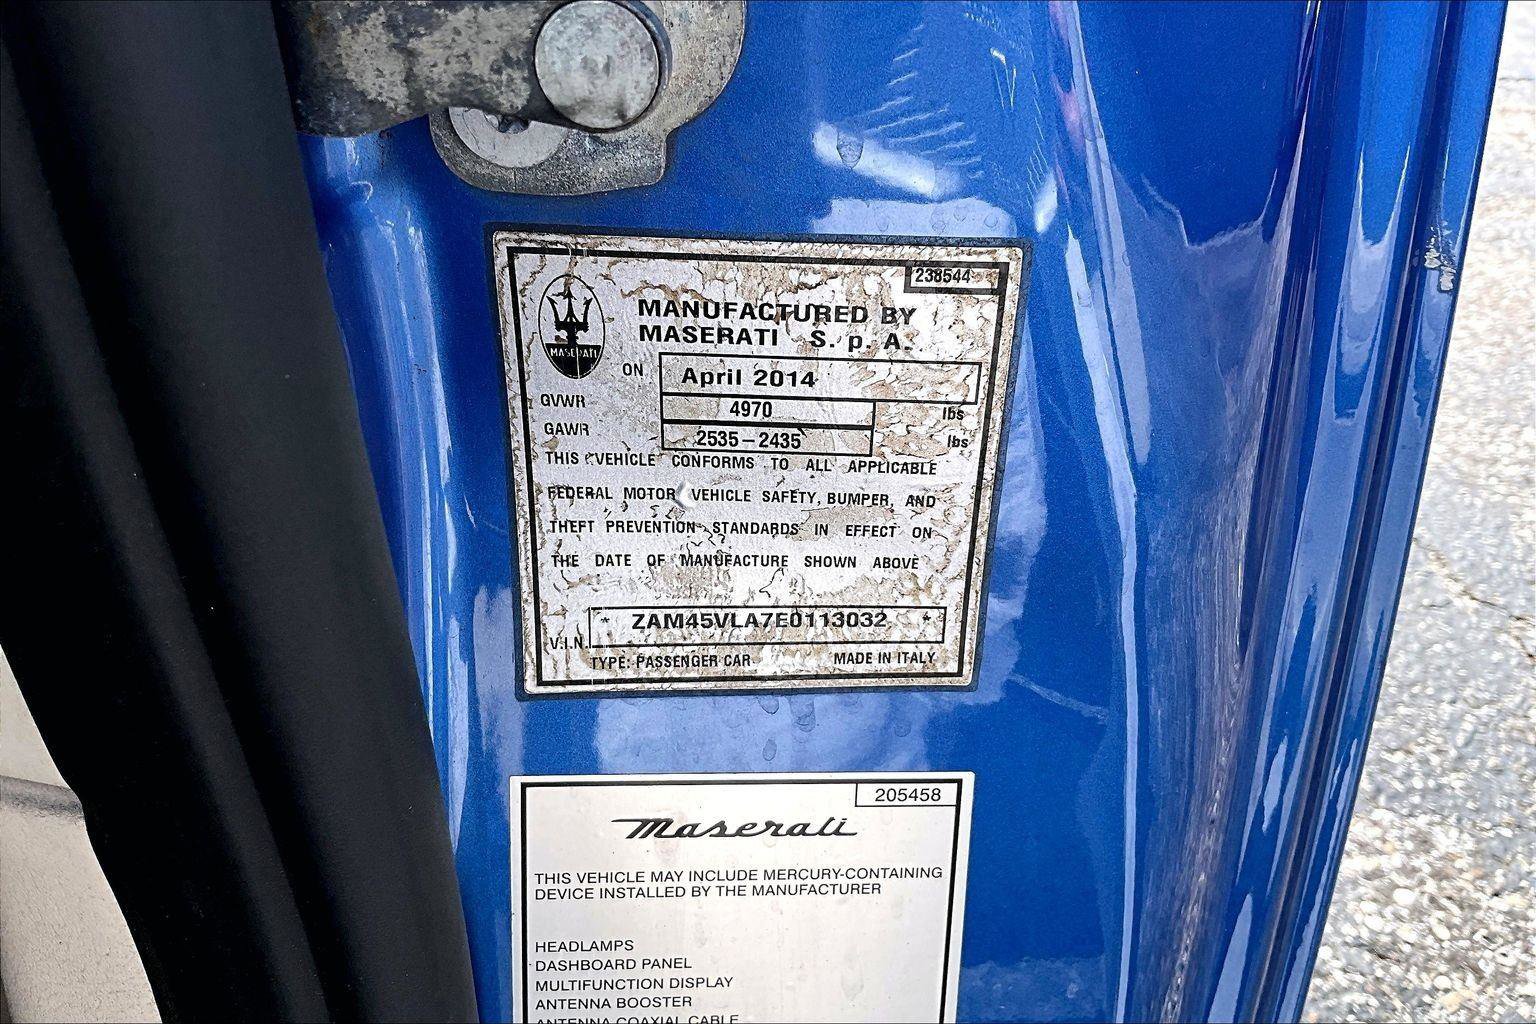 238544
MANUFACTURED BY
MASERATI S. p. A.
MASERATI
ON April 2014
GVWR 4970 lbs
GAWR 2535-2435 lbs
THIS VEHICLE CONFORMS TO ALL APPLICABLE
FEDERAL MOTOR VEHICLE SAFETY, BUMPER, AND
THEFT PREVENTION STANDARDS IN EFFECT ON
THE DATE OF MANUFACTURE SHOWN ABOVE
V.I.N. * ZAM45VLA7E0113032 *
TYPE: PASSENGER CAR MADE IN ITALY
205458
Maserati
THIS VEHICLE MAY INCLUDE MERCURY-CONTAINING
DEVICE INSTALLED BY THE MANUFACTURER
HEADLAMPS
DASHBOARD PANEL
MULTIFUNCTION DISPLAY
ANTENNA BOOSTER
ANTENNA COAXIAL CABLE